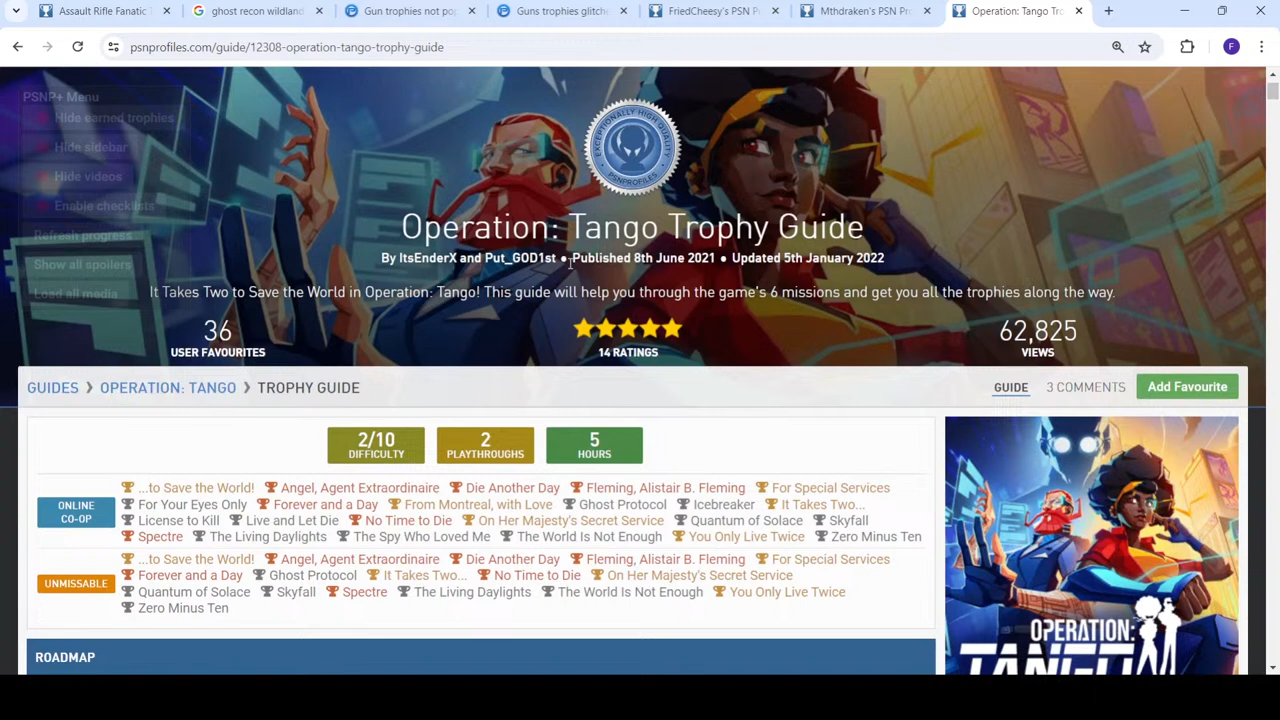 Assault Rifle Fanatic T
ghost recon wildland
Gun trophies not pop
Guns trophies glitche
FriedCheesy's PSN P
Mthdraken's PSN Pro
Operation: Tango Tro
psnprofiles.com/guide/12308-operation-tango-trophy-guide
F
PSNP+ Menu
Hide earned trophies
Hide sidebar
Hide videos
Enable checklists
Refresh progress
Show all spoilers
Load all media
EXCEPTIONALLY HIGH QUALITY
PSNPROFILES
Operation: Tango Trophy Guide
By ItsEnderX and Put_GOD1st ● Published 8th June 2021 ● Updated 5th January 2022
It Takes Two to Save the World in Operation: Tango! This guide will help you through the game's 6 missions and get you all the trophies along the way.
36
USER FAVOURITES
14 RATINGS
62,825
VIEWS
GUIDES > OPERATION: TANGO > TROPHY GUIDE
GUIDE 3 COMMENTS Add Favourite
2/10
DIFFICULTY
2
PLAYTHROUGHS
5
HOURS
ONLINE CO-OP
...to Save the World! Angel, Agent Extraordinaire Die Another Day Fleming, Alistair B. Fleming For Special Services
For Your Eyes Only Forever and a Day From Montreal, with Love Ghost Protocol Icebreaker It Takes Two...
License to Kill Live and Let Die No Time to Die On Her Majesty's Secret Service Quantum of Solace Skyfall
Spectre The Living Daylights The Spy Who Loved Me The World Is Not Enough You Only Live Twice Zero Minus Ten
UNMISSABLE
...to Save the World! Angel, Agent Extraordinaire Die Another Day Fleming, Alistair B. Fleming For Special Services
Forever and a Day Ghost Protocol It Takes Two... No Time to Die On Her Majesty's Secret Service
Quantum of Solace Skyfall Spectre The Living Daylights The World Is Not Enough You Only Live Twice
Zero Minus Ten
ROADMAP
OPERATION:
TANGO